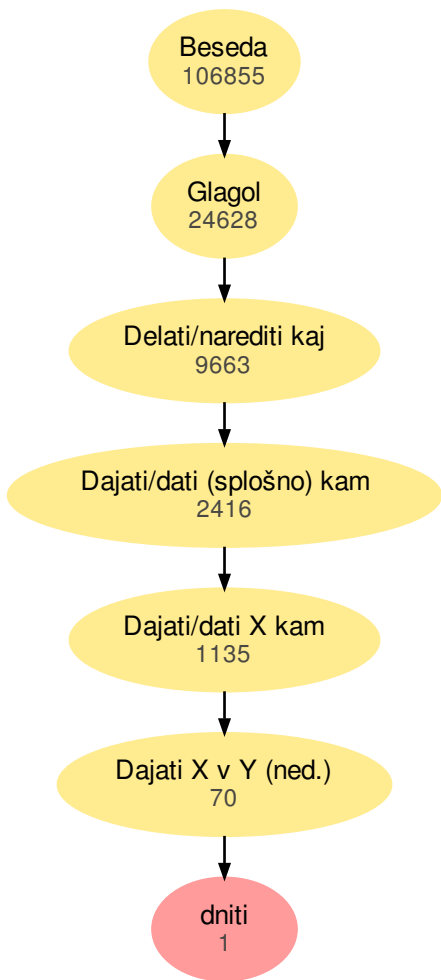 Beseda
106855
Glagol
24628
Delati/narediti kaj
9663
Dajati/dati (splošno) kam
2416
Dajati/dati X kam
1135
Dajati X v Y (ned.)
70
dniti
1